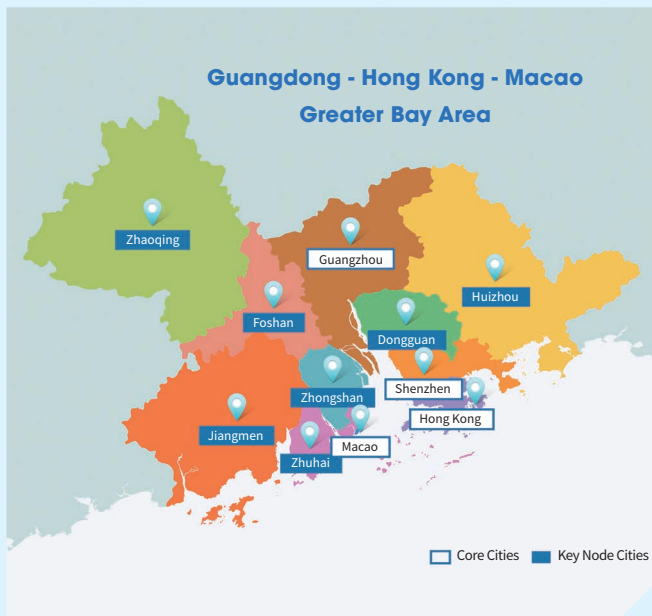 Guangdong - Hong Kong - Macao
Greater Bay Area
Zhaoqing
Guangzhou
Huizhou
Foshan
Dongguan
Shenzhen
Zhongshan
Hong Kong
Jiangmen
Macao
Zhuhai
Core Cities
Key Node Cities